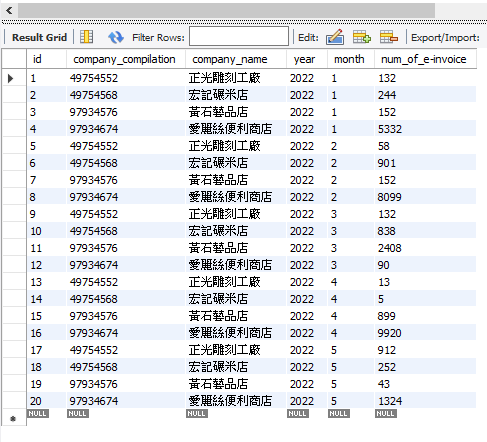 Result Grid Filter Rows: Edit: Export/Import:
id company_compilation company_name year month num_of_e-invoice
1 49754552 正光雕刻工廠 2022 1 132
2 49754568 宏記碾米店 2022 1 244
3 97934576 黃石藝品店 2022 1 152
4 97934674 愛麗絲便利商店 2022 1 5332
5 49754552 正光雕刻工廠 2022 2 58
6 49754568 宏記碾米店 2022 2 901
7 97934576 黃石藝品店 2022 2 152
8 97934674 愛麗絲便利商店 2022 2 8099
9 49754552 正光雕刻工廠 2022 3 132
10 49754568 宏記碾米店 2022 3 838
11 97934576 黃石藝品店 2022 3 2408
12 97934674 愛麗絲便利商店 2022 3 90
13 49754552 正光雕刻工廠 2022 4 13
14 49754568 宏記碾米店 2022 4 5
15 97934576 黃石藝品店 2022 4 899
16 97934674 愛麗絲便利商店 2022 4 9920
17 49754552 正光雕刻工廠 2022 5 912
18 49754568 宏記碾米店 2022 5 252
19 97934576 黃石藝品店 2022 5 43
20 97934674 愛麗絲便利商店 2022 5 1324
NULL NULL NULL NULL NULL NULL